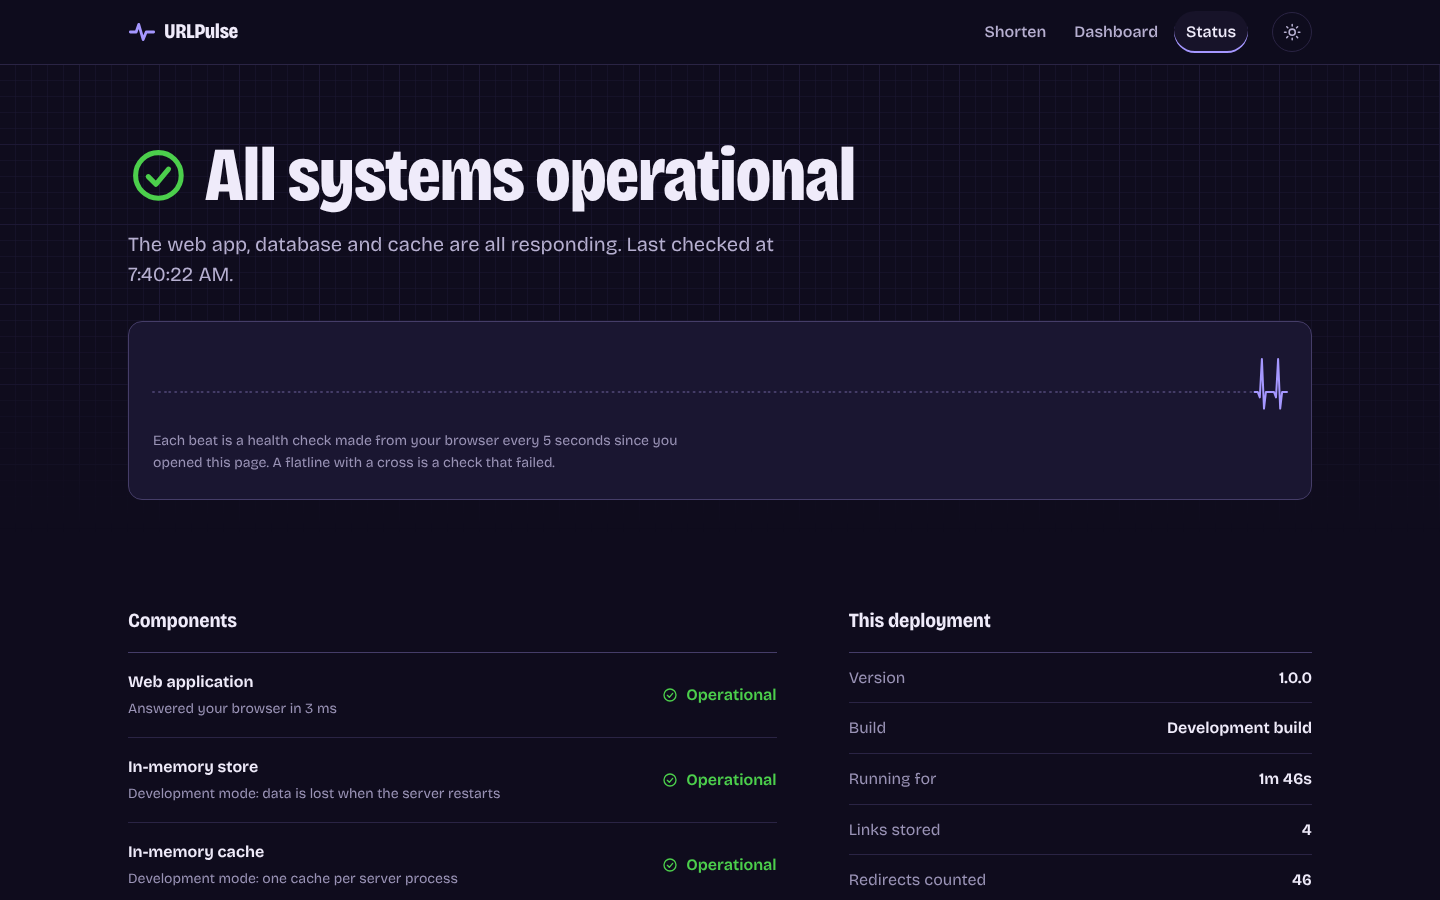 URLPulse
Shorten
Dashboard
Status
All systems operational
The web app, database and cache are all responding. Last checked at
7:40:22 AM.
Each beat is a health check made from your browser every 5 seconds since you
opened this page. A flatline with a cross is a check that failed.
Components
Web application
Answered your browser in 3 ms
Operational
In-memory store
Development mode: data is lost when the server restarts
Operational
In-memory cache
Development mode: one cache per server process
Operational
This deployment
Version
1.0.0
Build
Development build
Running for
1m 46s
Links stored
4
Redirects counted
46